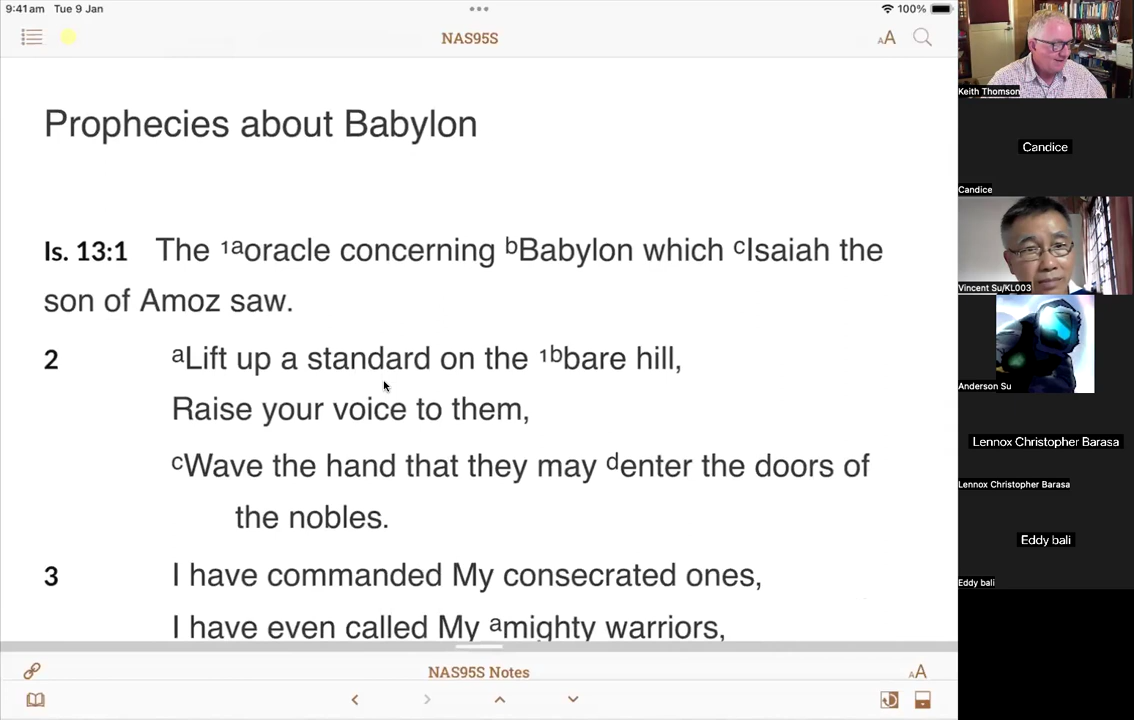 9:41am Tue 9 Jan
100%
NAS95S
AA
Prophecies about Babylon
Is. 13:1 The 1aoracle concerning bBabylon which cIsaiah the
son of Amoz saw.
2 aLift up a standard on the 1bbare hill,
Raise your voice to them,
cWave the hand that they may denter the doors of
the nobles.
3 I have commanded My consecrated ones,
I have even called My amighty warriors,
NAS95S Notes
AA
Keith Thomson
Candice
Candice
Vincent Su/KL003
Anderson Su
Lennox Christopher Barasa
Lennox Christopher Barasa
Eddy bali
Eddy bali